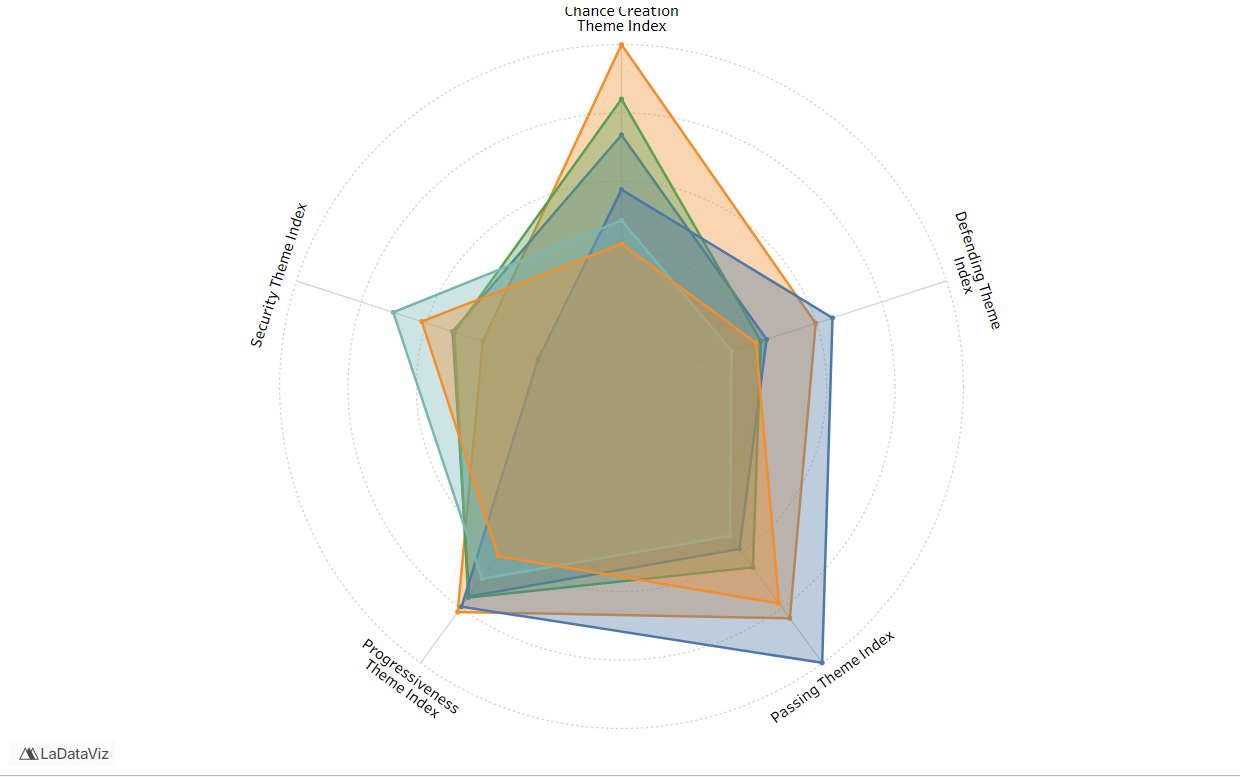 Chance Creation
Theme Index
Security Theme Index
Defending Theme
Index
Progressiveness
Theme Index
Passing Theme Index
LaDataViz